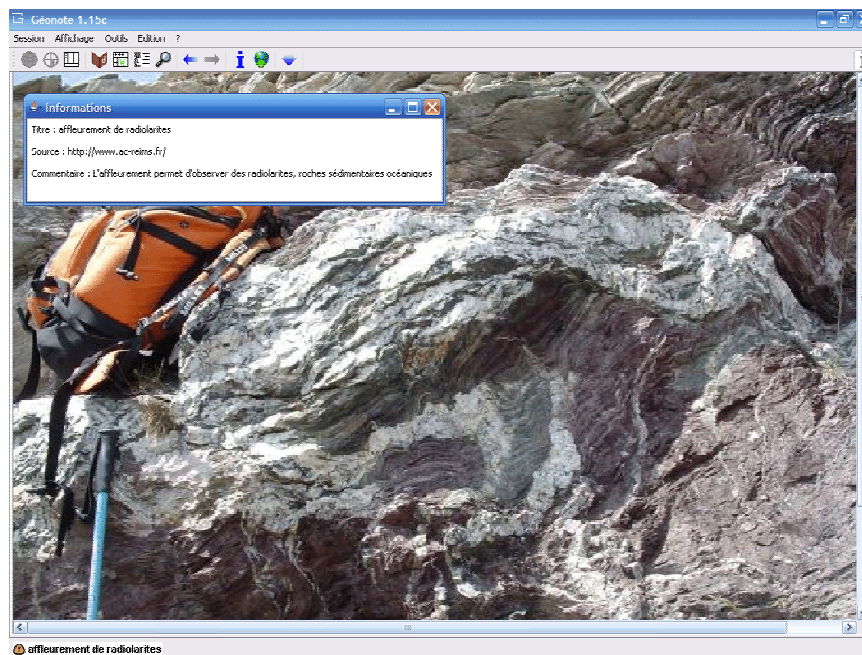 Géonote 1.15c
Session Affichage Outils Edition ?
Informations
Titre : affleurement de radiolarites
Source : http://www.ac-reims.fr/
Commentaire : L'affleurement permet d'observer des radiolarites, roches sédimentaires océaniques
affleurement de radiolarites